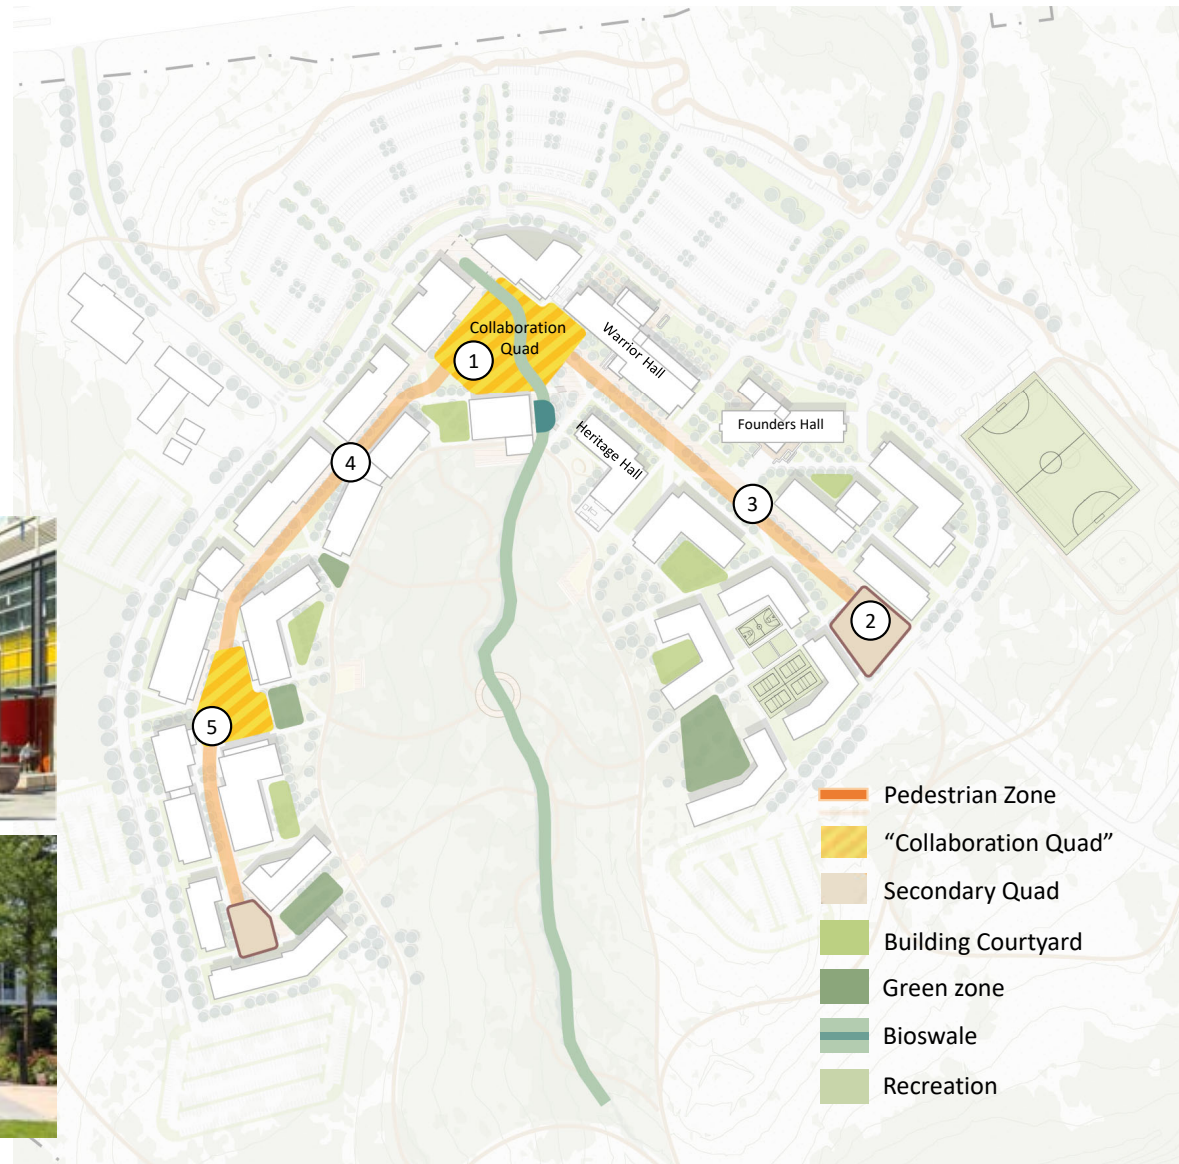 Collaboration
Quad
1
Warrior Hall
Founders Hall
Heritage Hall
4
3
2
5
Pedestrian Zone
“Collaboration Quad”
Secondary Quad
Building Courtyard
Green zone
Bioswale
Recreation